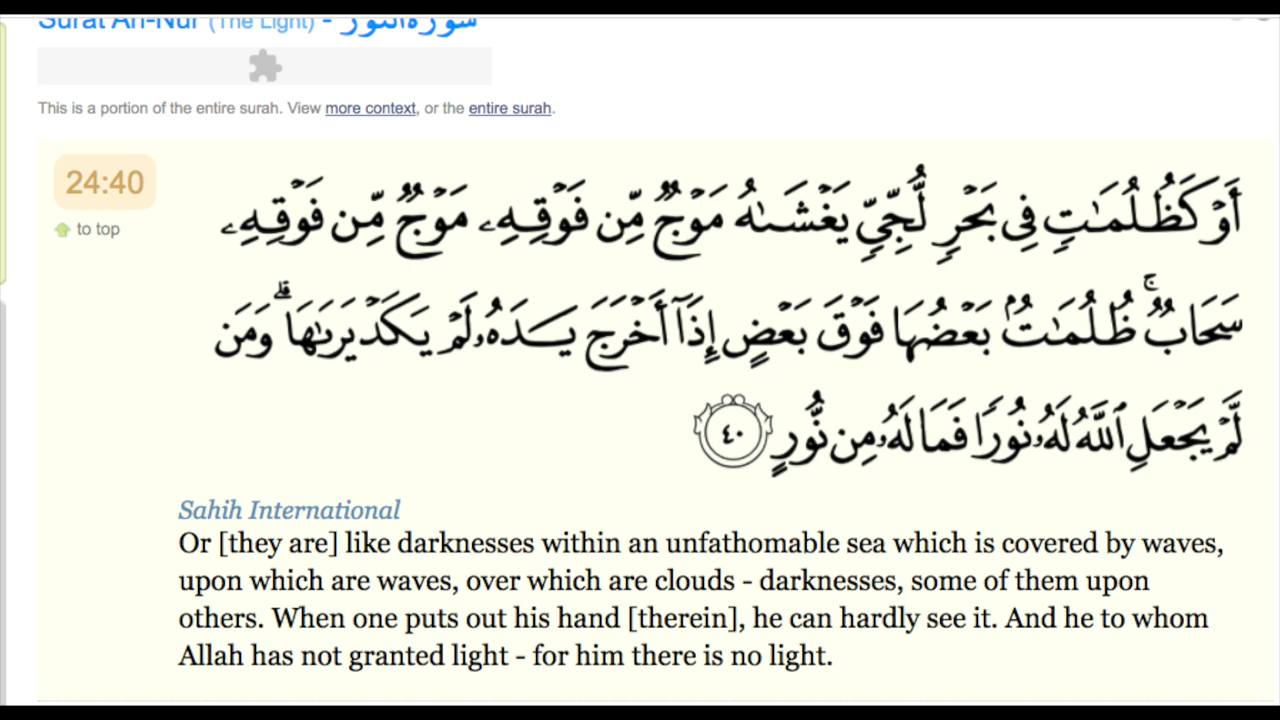 Surat An-Nur (The Light) - سورة النور
This is a portion of the entire surah. View more context, or the entire surah.
24:40
to top
أَوْ كَظُلُمَـٰتٍ فِى بَحْرٍ لُّجِّىٍّ يَغْشَىٰهُ مَوْجٌ مِّن فَوْقِهِۦ مَوْجٌ مِّن فَوْقِهِۦ
سَحَابٌ ۚ ظُلُمَـٰتٌۢ بَعْضُهَا فَوْقَ بَعْضٍ إِذَآ أَخْرَجَ يَدَهُۥ لَمْ يَكَدْ يَرَىٰهَا ۗ وَمَن
لَّمْ يَجْعَلِ ٱللَّهُ لَهُۥ نُورًا فَمَا لَهُۥ مِن نُّورٍ ٤٠
Sahih International
Or [they are] like darknesses within an unfathomable sea which is covered by waves,
upon which are waves, over which are clouds - darknesses, some of them upon
others. When one puts out his hand [therein], he can hardly see it. And he to whom
Allah has not granted light - for him there is no light.